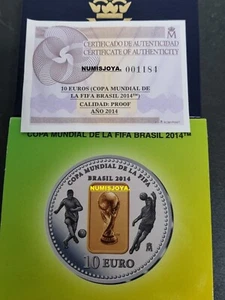 CERTIFICADO DE AUTENTICIDAD
CERTIFICATE OF AUTHENTICITY
NUMISJOYA. 001184
10 EUROS (COPA MUNDIAL DE
LA FIFA BRASIL 2014™)
CALIDAD: PROOF
AÑO 2014
COPA MUNDIAL DE LA FIFA BRASIL 2014™
COPA MUNDIAL DE LA FIFA
BRASIL 2014
NUMISJOYA.
10 EURO